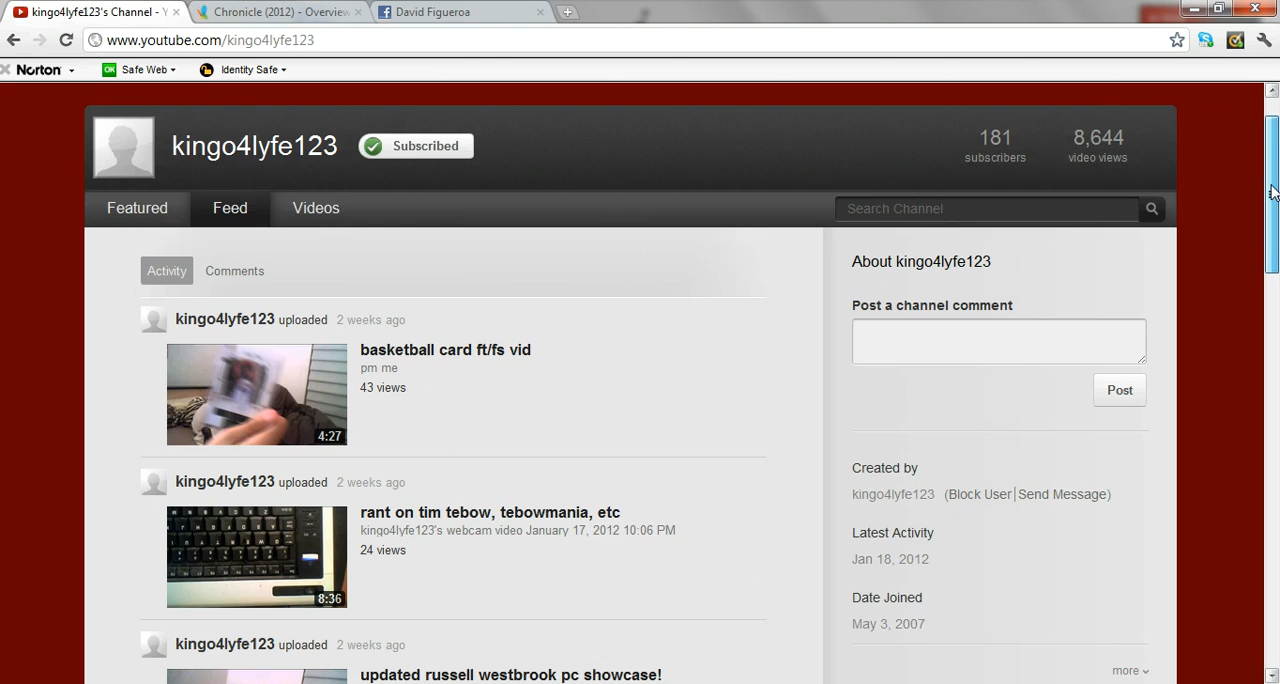 kingo4lyfe123's Channel - Y
Chronicle (2012) - Overview
David Figueroa
www.youtube.com/kingo4lyfe123
Norton
OK Safe Web
Identity Safe
kingo4lyfe123
Subscribed
181
subscribers
8,644
video views
Featured
Feed
Videos
Search Channel
Activity
Comments
kingo4lyfe123 uploaded 2 weeks ago
basketball card ft/fs vid
pm me
43 views
4:27
kingo4lyfe123 uploaded 2 weeks ago
rant on tim tebow, tebowmania, etc
kingo4lyfe123's webcam video January 17, 2012 10:06 PM
24 views
8:36
kingo4lyfe123 uploaded 2 weeks ago
updated russell westbrook pc showcase!
About kingo4lyfe123
Post a channel comment
Post
Created by
kingo4lyfe123 (Block User|Send Message)
Latest Activity
Jan 18, 2012
Date Joined
May 3, 2007
more